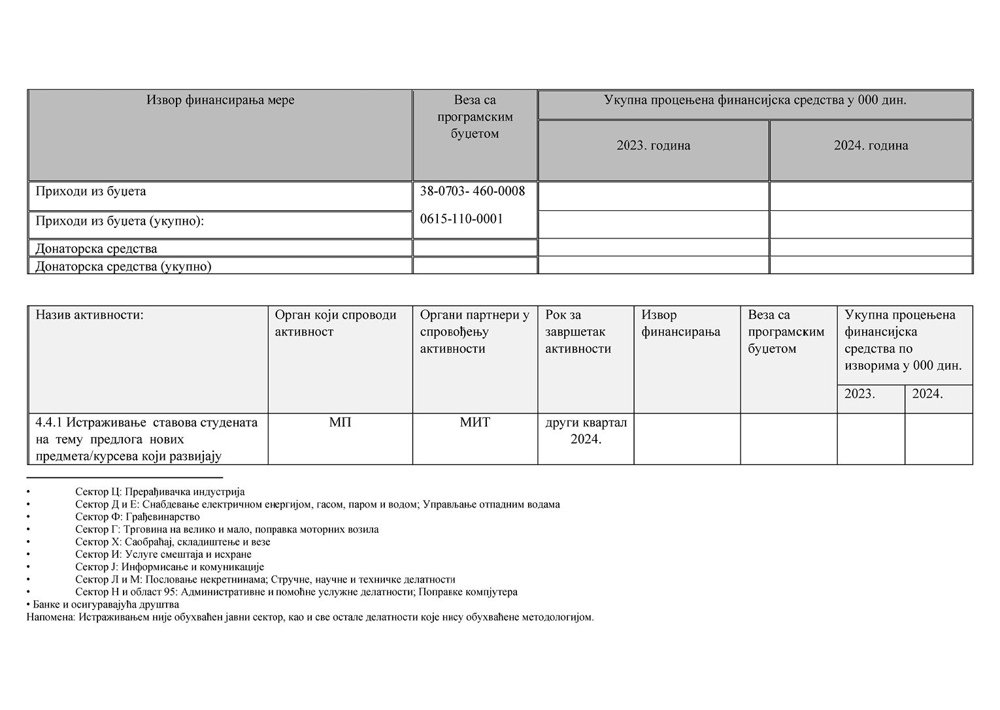 Извор финансирања мере
Веза са
програмским
буџетом
Укупна процењена финансијска средства у 000 дин.
2023. година
2024. година
Приходи из буџета
38-0703- 460-0008
Приходи из буџета (укупно):
0615-110-0001
Донаторска средства
Донаторска средства (укупно)
Назив активности:
Орган који спроводи
активност
Органи партнери у
спровођењу
активности
Рок за
завршетак
активности
Извор
финансирања
Веза са
програмским
буџетом
Укупна процењена
финансијска
средства по
изворима у 000 дин.
2023.
2024.
4.4.1 Истраживање ставова студената
на тему предлога нових
предмета/курсева који развијају
МП
МИТ
други квартал
2024.
• Сектор Ц: Прерађивачка индустрија
• Сектор Д и Е: Снабдевање електричном енергијом, гасом, паром и водом; Управљање отпадним водама
• Сектор Ф: Грађевинарство
• Сектор Г: Трговина на велико и мало, поправка моторних возила
• Сектор Х: Саобраћај, складиштење и везе
• Сектор И: Услуге смештаја и исхране
• Сектор Ј: Информисање и комуникације
• Сектор Л и М: Пословање некретнинама; Стручне, научне и техничке делатности
• Сектор Н и област 95: Административне и помоћне услужне делатности; Поправке компјутера
• Банке и осигуравајућа друштва
Напомена: Истраживањем није обухваћен јавни сектор, као и све остале делатности које нису обухваћене методологијом.